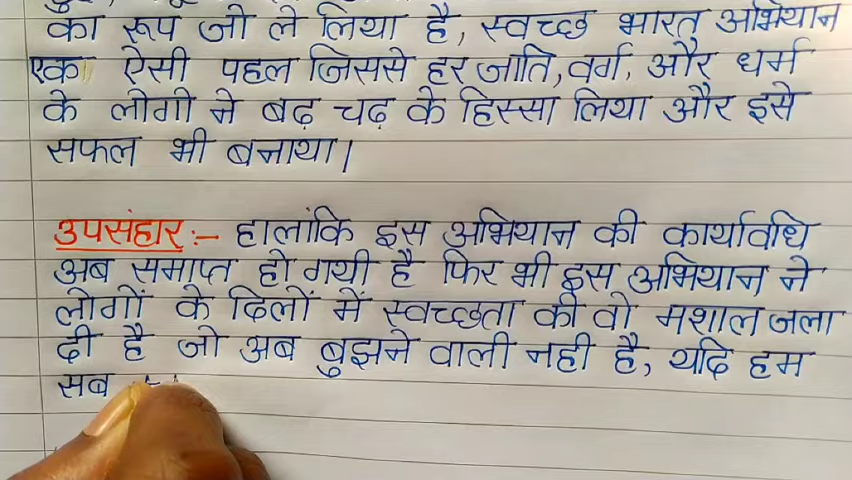 का रूप जो ले लिया है, स्वच्छ भारत अभियान
एक ऐसी पहल जिससे हर जाति, वर्ग, और धर्म
के लोगो ने बढ़ चढ़ के हिस्सा लिया और इसे
सफल भी बनाया।
उपसंहार:- हालांकि इस अभियान की कार्यावधि
अब समाप्त हो गयी है फिर भी इस अभियान ने
लोगों के दिलों में स्वच्छता की वो मशाल जला
दी है जो अब बुझने वाली नही है, यदि हम
सब